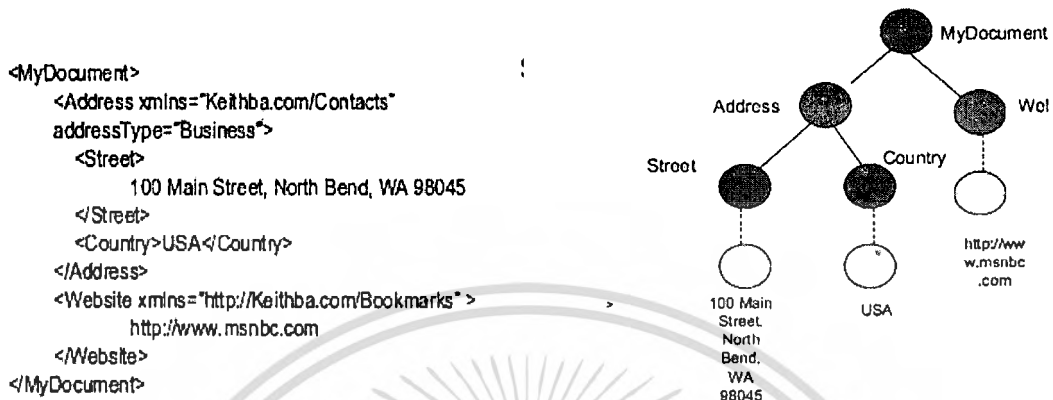 <MyDocument>
<Address xmlns="Keithba.com/Contacts"
addressType="Business">
<Street>
100 Main Street, North Bend, WA 98045
</Street>
<Country>USA</Country>
</Address>
<Website xmlns="http://Keithba.com/Bookmarks" >
http://www.msnbc.com
</Website>
</MyDocument>
MyDocument
Address
Wel
Street
Country
http://ww
w.msnbc
.com
100 Main
Street,
North
Bend,
WA
98045
USA